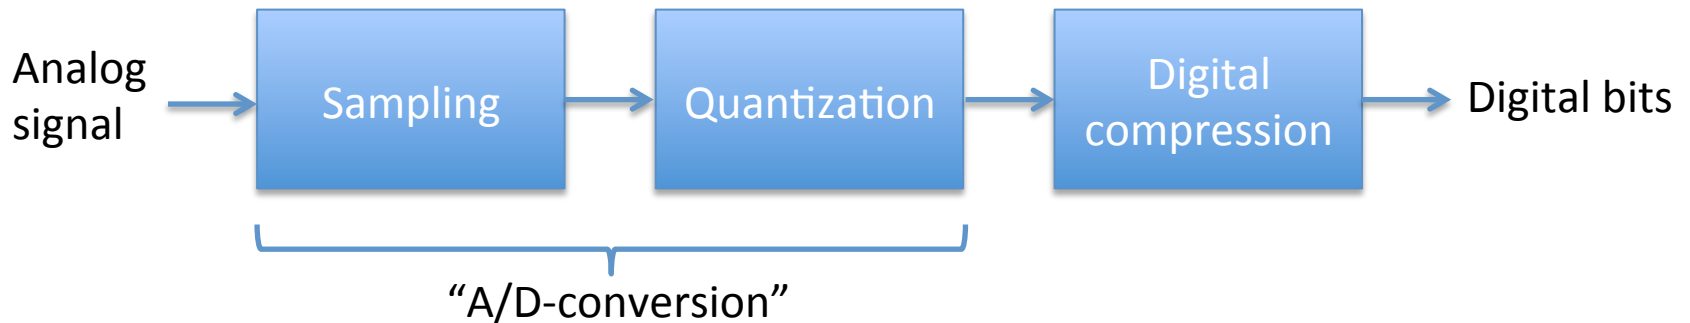 Analog
signal
Sampling
Quantization
Digital
compression
Digital bits
“A/D-conversion”